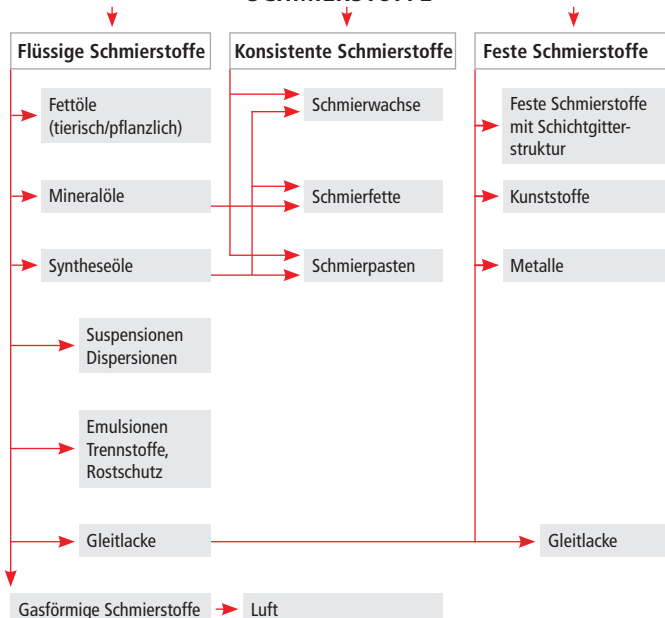 SCHMIERSTOFFE
Flüssige Schmierstoffe
Konsistente Schmierstoffe
Feste Schmierstoffe
Fettöle
(tierisch/pflanzlich)
Schmierwachse
Feste Schmierstoffe
mit Schichtgitter-
struktur
Mineralöle
Schmierfette
Kunststoffe
Syntheseöle
Schmierpasten
Metalle
Suspensionen
Dispersionen
Emulsionen
Trennstoffe,
Rostschutz
Gleitlacke
Gleitlacke
Gasförmige Schmierstoffe
Luft